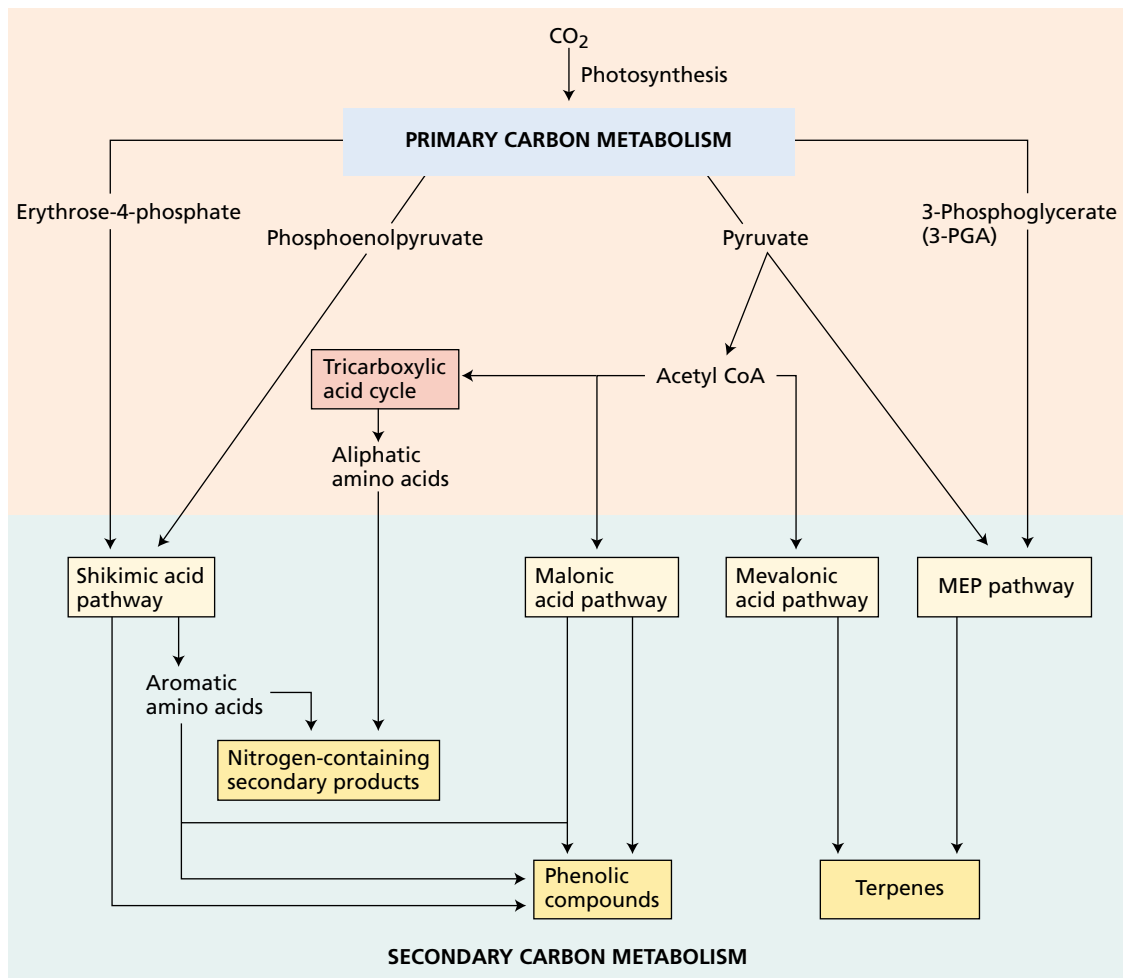 CO₂
Photosynthesis
PRIMARY CARBON METABOLISM
Erythrose-4-phosphate
Phosphoenolpyruvate
Pyruvate
3-Phosphoglycerate
(3-PGA)
Tricarboxylic
acid cycle
Acetyl CoA
Aliphatic
amino acids
Shikimic acid
pathway
Malonic
acid pathway
Mevalonic
acid pathway
MEP pathway
Aromatic
amino acids
Nitrogen-containing
secondary products
Phenolic
compounds
Terpenes
SECONDARY CARBON METABOLISM